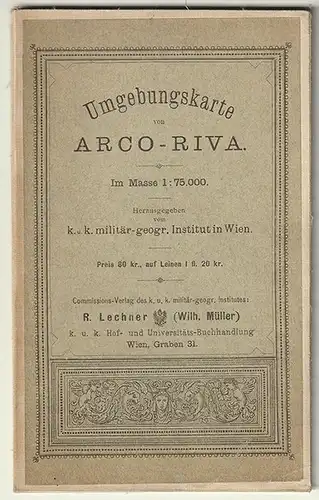 Umgebungskarte
von
ARCO-RIVA.
Im Masse 1:75.000.
Herausgegeben
vom
k. u. k. militär-geogr. Institut in Wien.
Preis 80 kr., auf Leinen 1 fl. 20 kr.
Commissions-Verlag des k. u. k. militär-geogr. Institutes:
R. Lechner (Wilh. Müller)
k. u. k. Hof- und Universitäts-Buchhandlung
Wien, Graben 31.